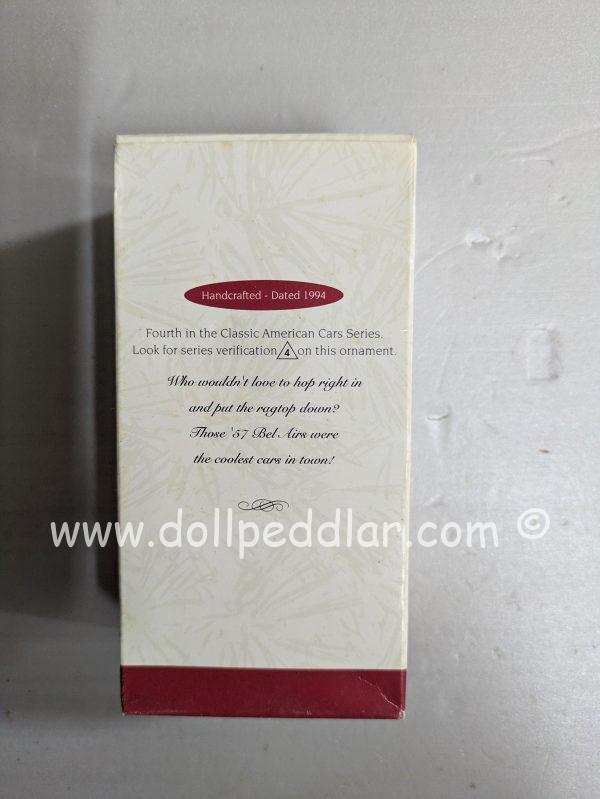 Handcrafted - Dated 1994
Fourth in the Classic American Cars Series.
Look for series verification 4 on this ornament.
Who wouldn't love to hop right in
and put the ragtop down?
Those '57 Bel Airs were
the coolest cars in town!
www.dollpeddlar.com ©